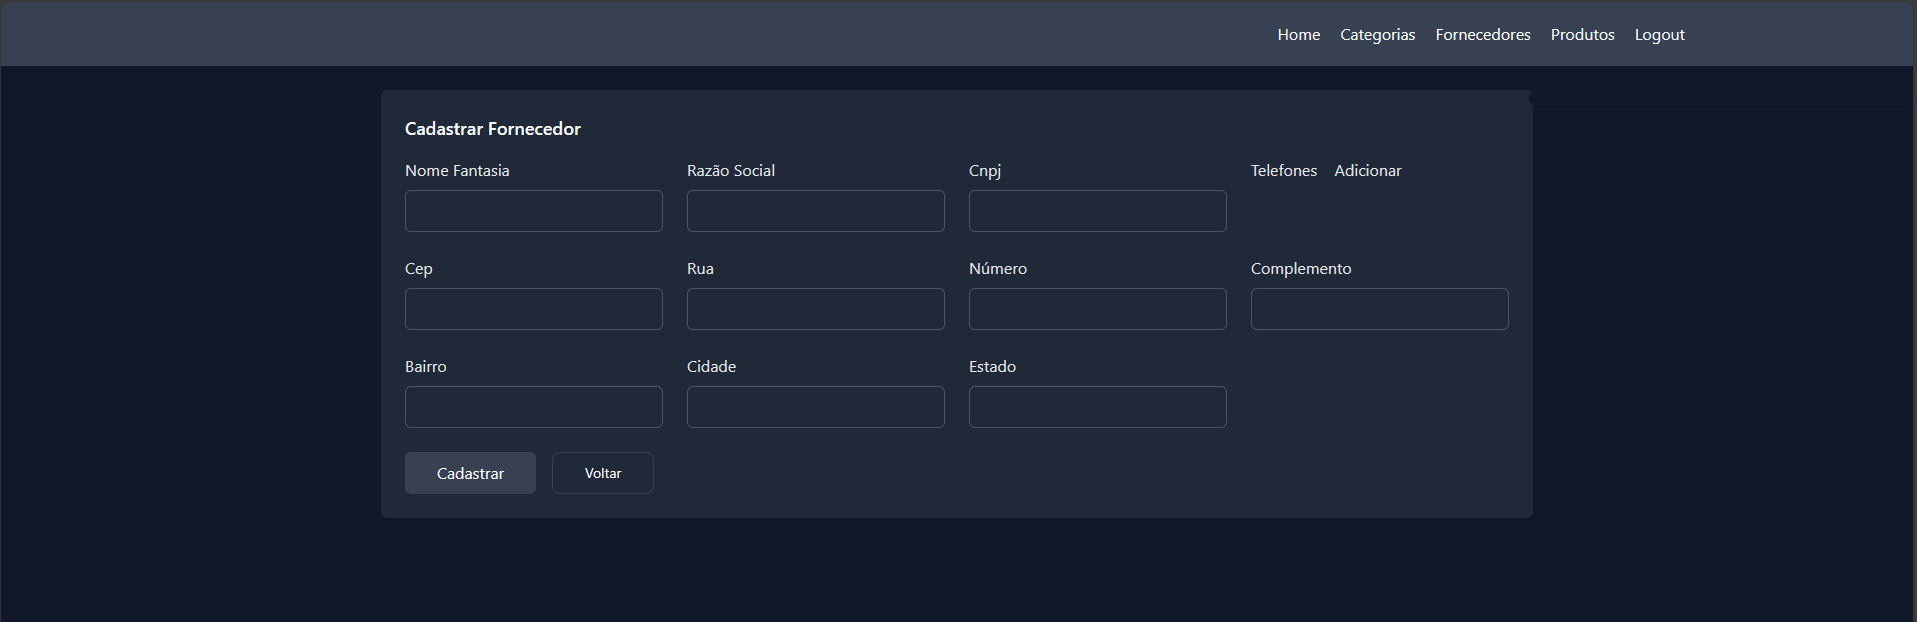 Home Categorias Fornecedores Produtos Logout
Cadastrar Fornecedor
Nome Fantasia Razão Social Cnpj Telefones Adicionar
Cep Rua Número Complemento
Bairro Cidade Estado
Cadastrar Voltar